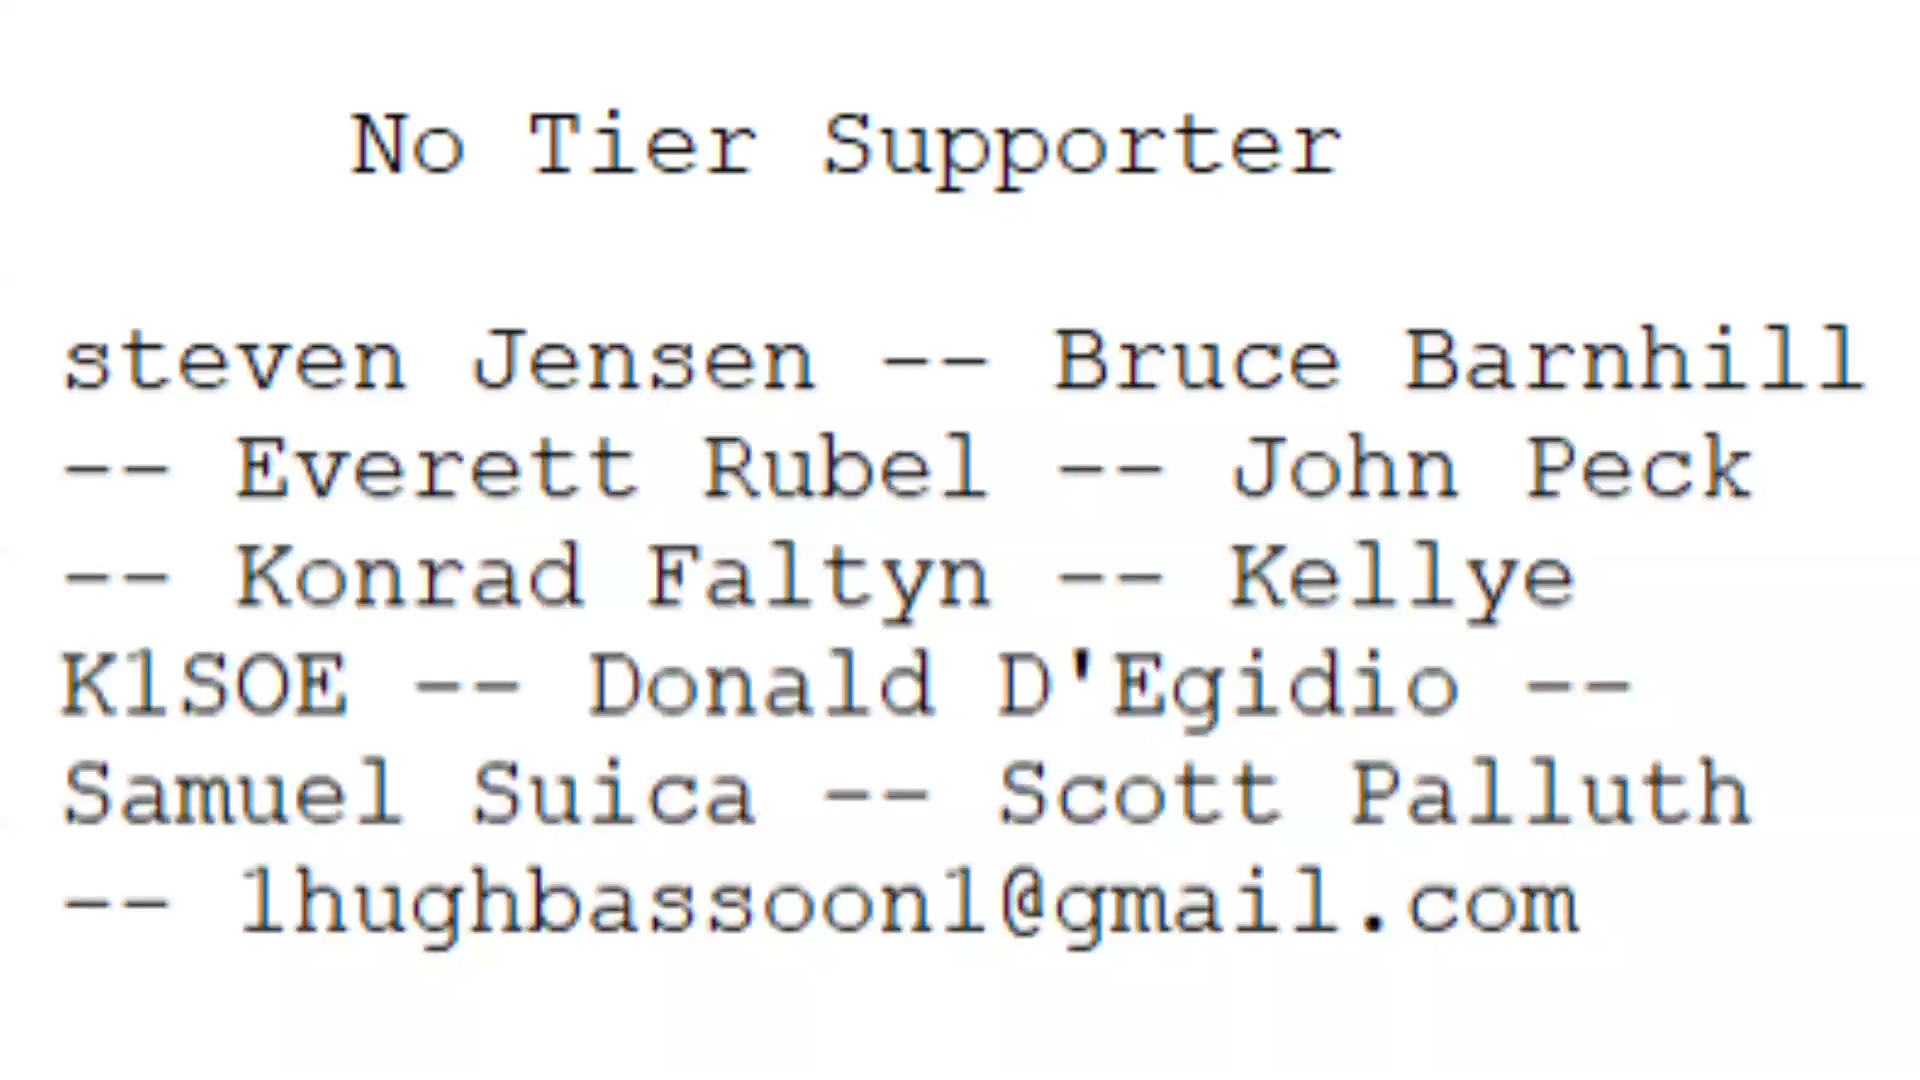 No Tier Supporter
steven Jensen -- Bruce Barnhill
-- Everett Rubel -- John Peck
-- Konrad Faltyn -- Kellye
K1SOE -- Donald D'Egidio --
Samuel Suica -- Scott Palluth
-- 1hughbassoon1@gmail.com